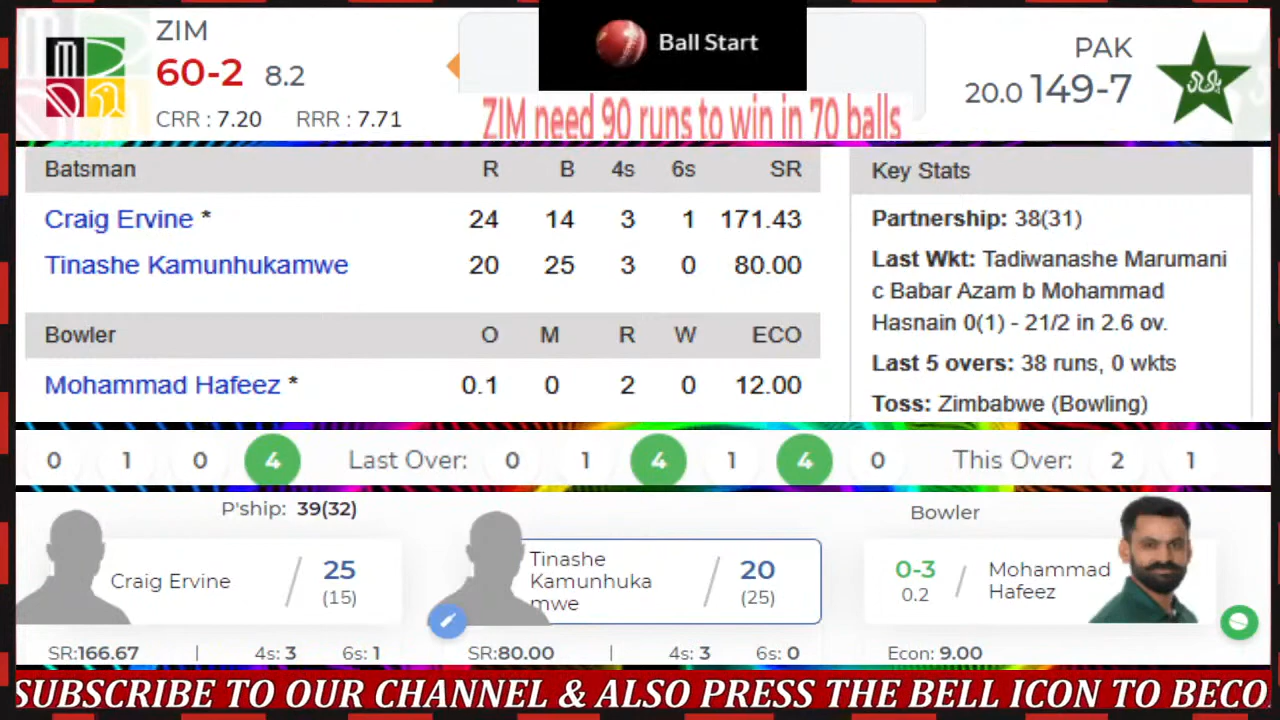 ZIM
60-2 8.2
CRR : 7.20 RRR : 7.71
Ball Start
ZIM need 90 runs to win in 70 balls
PAK
20.0 149-7
Batsman R B 4s 6s SR
Craig Ervine * 24 14 3 1 171.43
Tinashe Kamunhukamwe 20 25 3 0 80.00
Bowler O M R W ECO
Mohammad Hafeez * 0.1 0 2 0 12.00
Key Stats
Partnership: 38(31)
Last Wkt: Tadiwanashe Marumani
c Babar Azam b Mohammad
Hasnain 0(1) - 21/2 in 2.6 ov.
Last 5 overs: 38 runs, 0 wkts
Toss: Zimbabwe (Bowling)
0 1 0 4 Last Over: 0 1 4 1 4 0 This Over: 2 1
P'ship: 39(32)
Craig Ervine / 25
(15)
SR:166.67 | 4s: 3 6s: 1
Tinashe
Kamunhuka
mwe
/ 20
(25)
SR:80.00 | 4s: 3 6s: 0
Bowler
0-3 / Mohammad
0.2 Hafeez
Econ: 9.00
SUBSCRIBE TO OUR CHANNEL & ALSO PRESS THE BELL ICON TO BECO